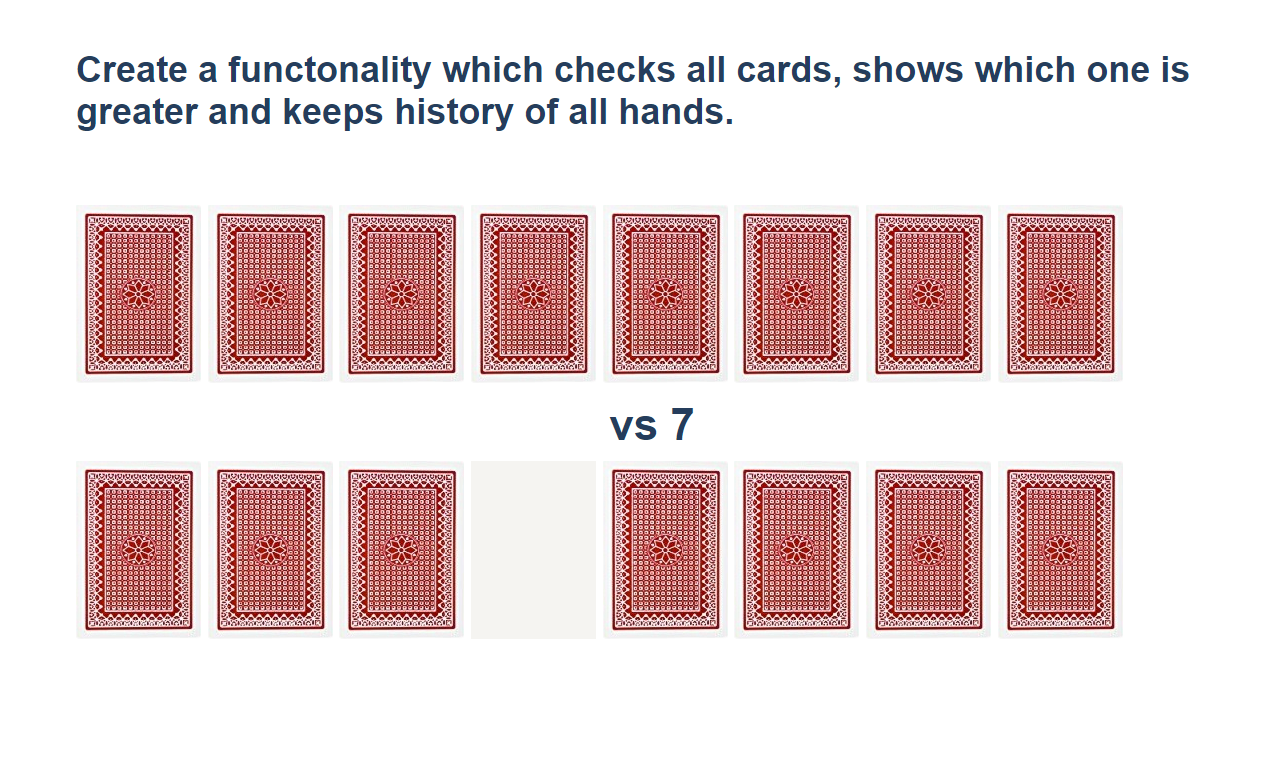 Create a functonality which checks all cards, shows which one is
greater and keeps history of all hands.
vs 7